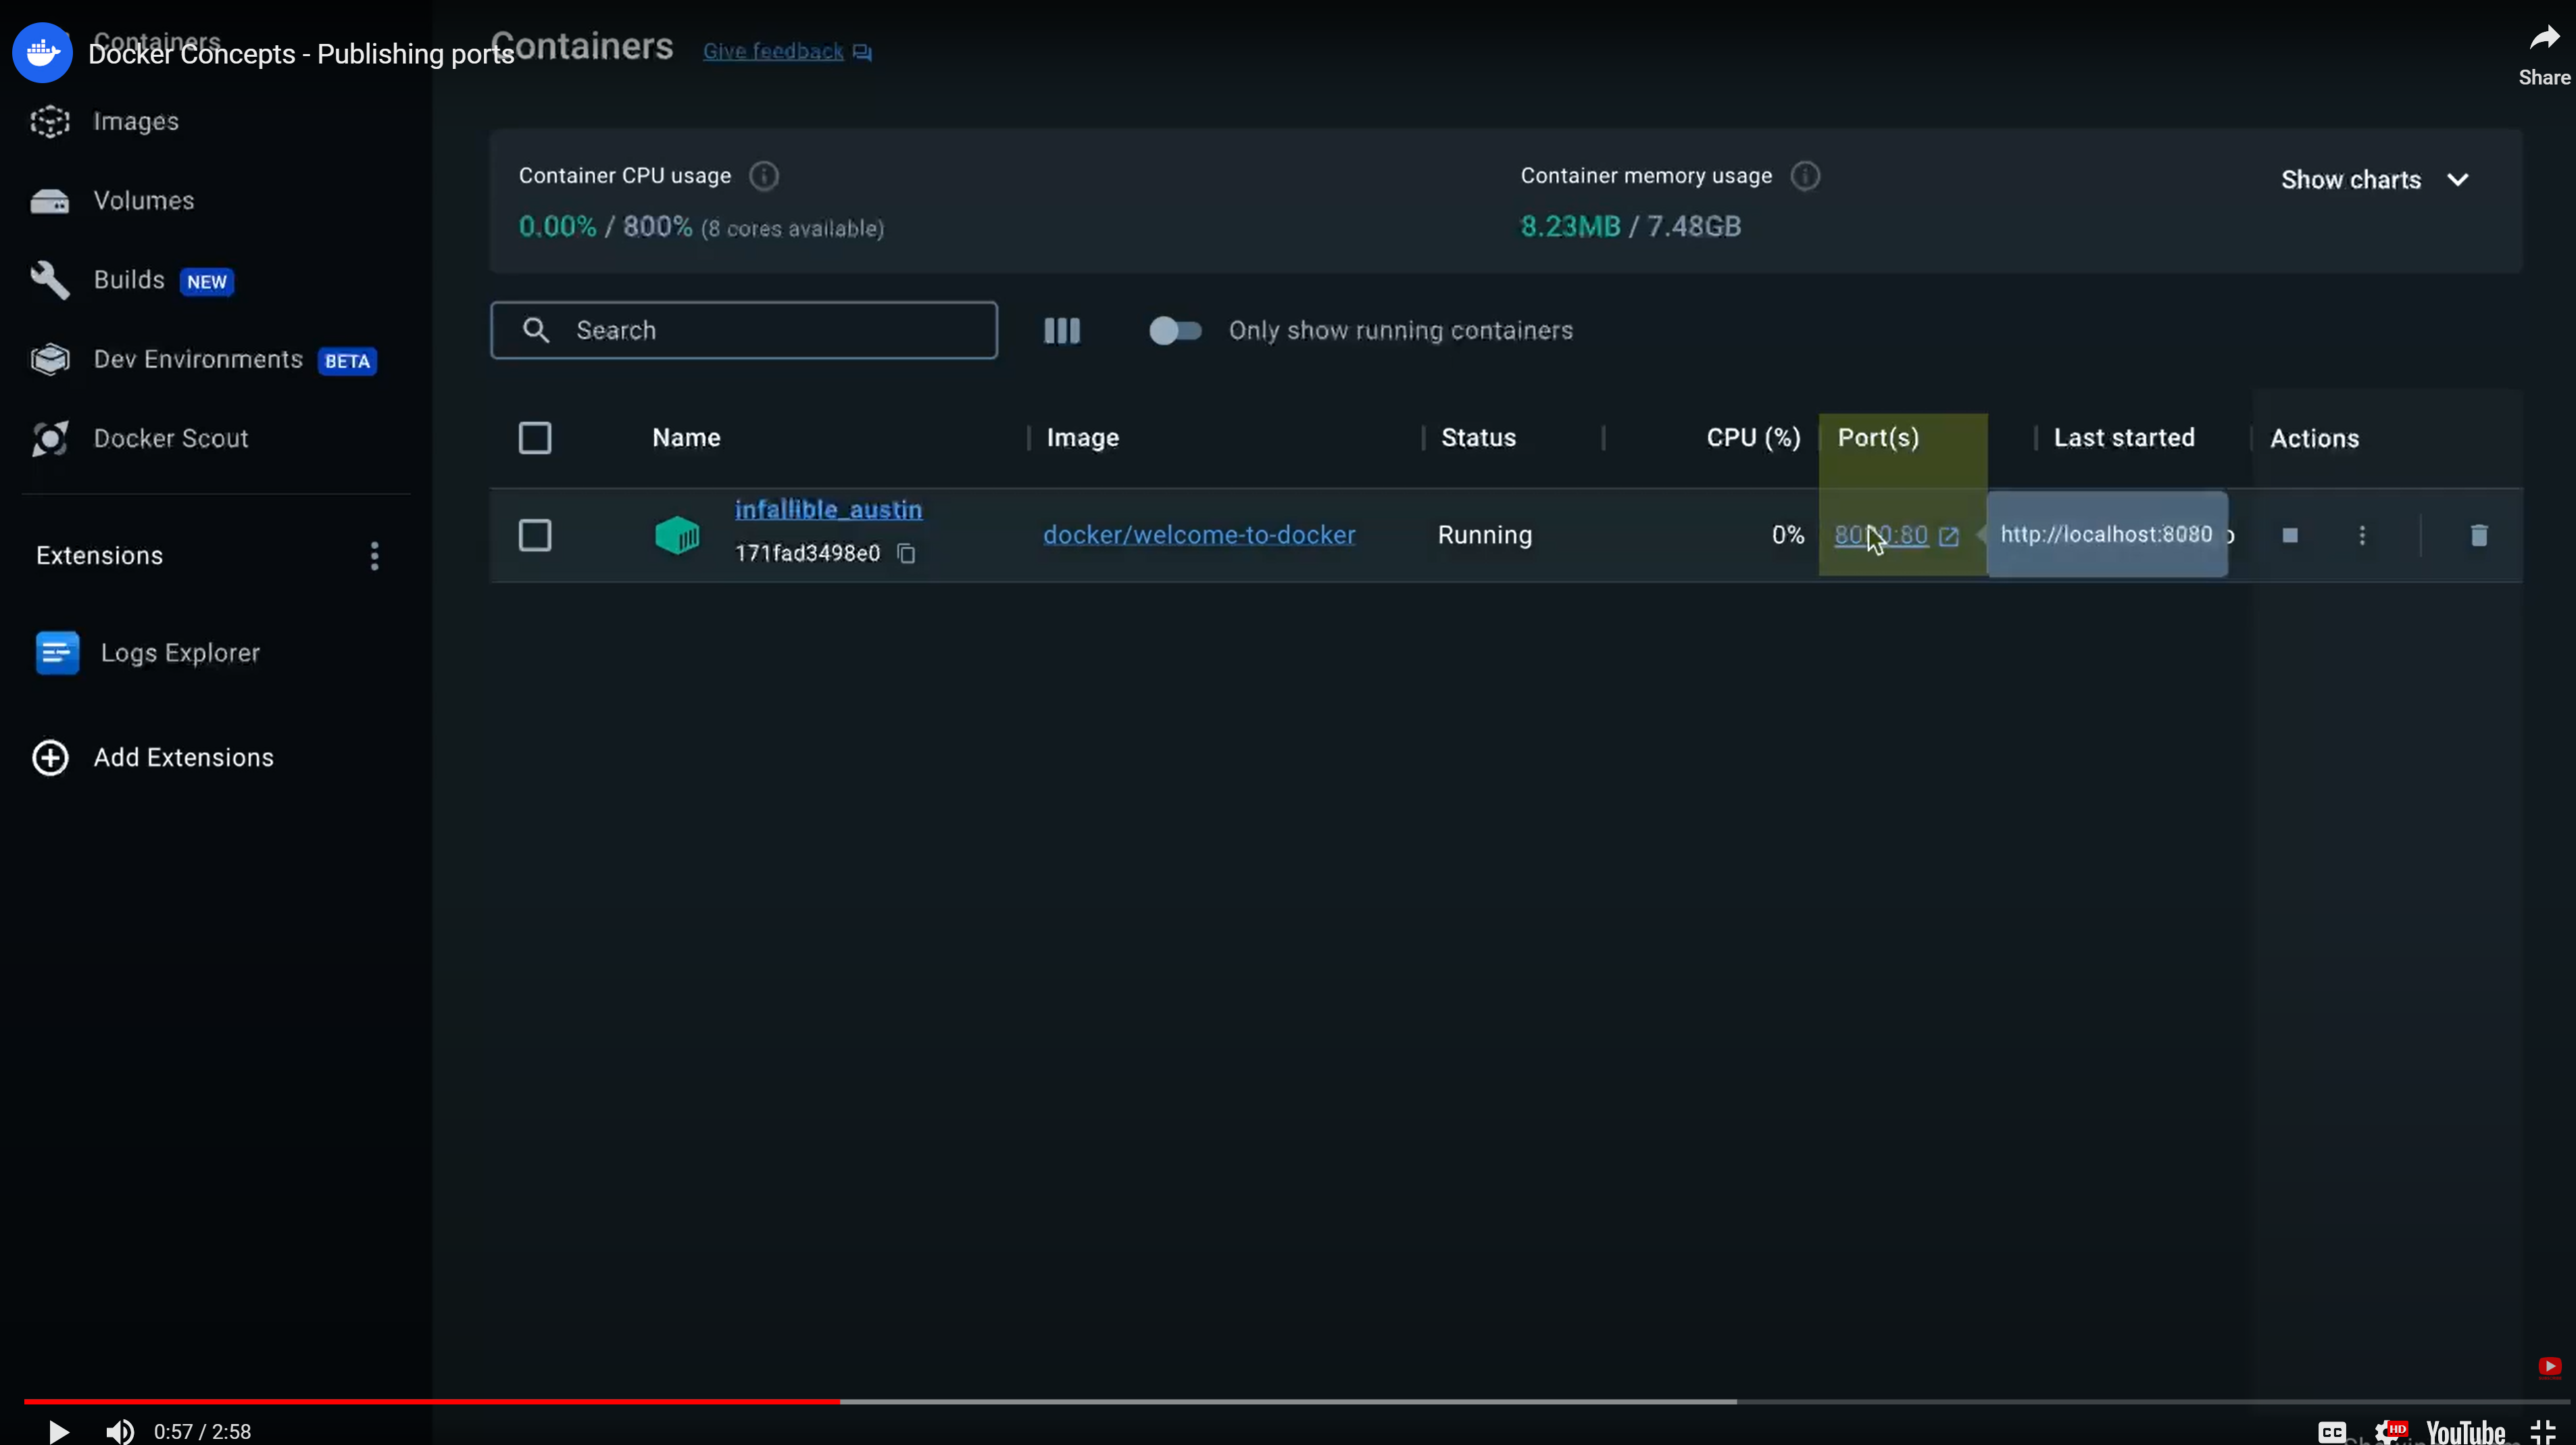 Containers
Docker Concepts - Publishing ports
Containers
Give feedback
Share
Images
Volumes
Builds NEW
Dev Environments BETA
Docker Scout
Extensions
Logs Explorer
Add Extensions
Container CPU usage
0.00% / 800% (8 cores available)
Container memory usage
8.23MB / 7.48GB
Show charts
Search
Only show running containers
Name Image Status CPU (%) Port(s) Last started Actions
infallible_austin
171fad3498e0
docker/welcome-to-docker Running 0% :80 http://localhost:8080
0:57 / 2:58
CC HD YouTube